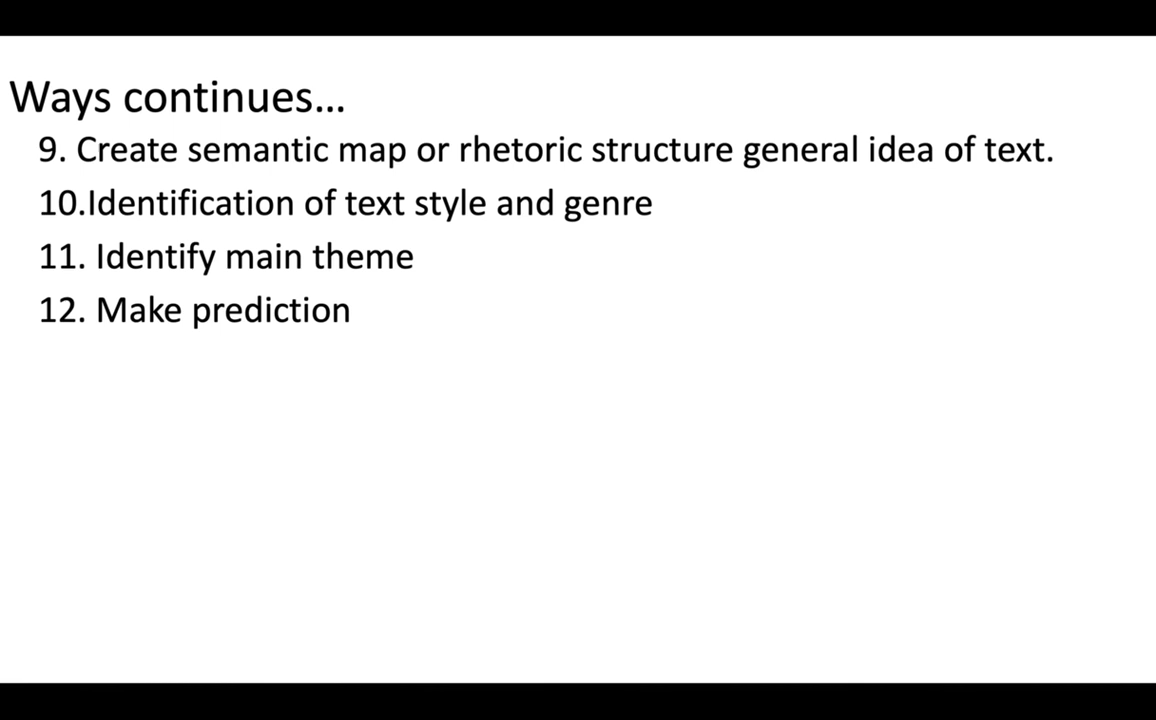 Ways continues...
9. Create semantic map or rhetoric structure general idea of text.
10.Identification of text style and genre
11. Identify main theme
12. Make prediction